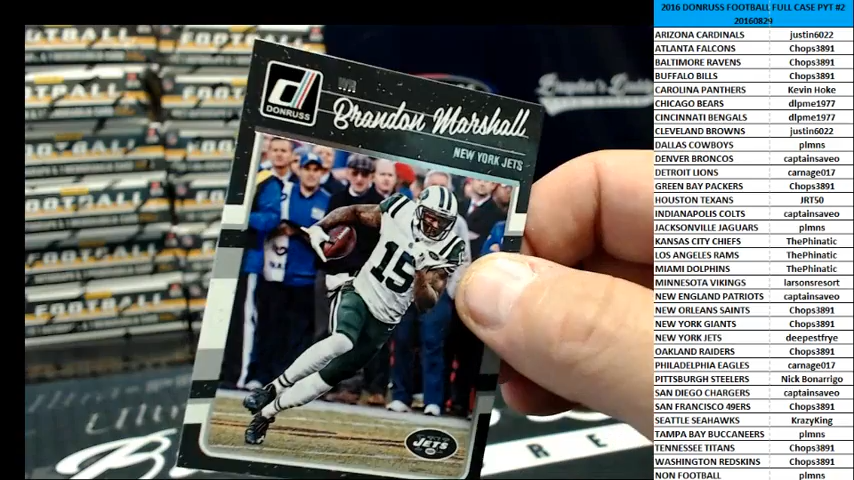 2016 DONRUSS FOOTBALL FULL CASE PYT #2
20160829
ARIZONA CARDINALS justin6022
ATLANTA FALCONS Chops3891
BALTIMORE RAVENS Chops3891
BUFFALO BILLS Chops3891
CAROLINA PANTHERS Kevin Hoke
CHICAGO BEARS dlpme1977
CINCINNATI BENGALS dlpme1977
CLEVELAND BROWNS justin6022
DALLAS COWBOYS plmns
DENVER BRONCOS captainsaveo
DETROIT LIONS carnage017
GREEN BAY PACKERS Chops3891
HOUSTON TEXANS JRT50
INDIANAPOLIS COLTS captainsaveo
JACKSONVILLE JAGUARS plmns
KANSAS CITY CHIEFS ThePhinatic
LOS ANGELES RAMS ThePhinatic
MIAMI DOLPHINS ThePhinatic
MINNESOTA VIKINGS larsonsresort
NEW ENGLAND PATRIOTS captainsaveo
NEW ORLEANS SAINTS Chops3891
NEW YORK GIANTS Chops3891
NEW YORK JETS deepestfrye
OAKLAND RAIDERS Chops3891
PHILADELPHIA EAGLES carnage017
PITTSBURGH STEELERS Nick Bonarrigo
SAN DIEGO CHARGERS captainsaveo
SAN FRANCISCO 49ERS Chops3891
SEATTLE SEAHAWKS KrazyKing
TAMPA BAY BUCCANEERS plmns
TENNESSEE TITANS Chops3891
WASHINGTON REDSKINS Chops3891
NON FOOTBALL plmns
WR
DONRUSS
Brandon Marshall
NEW YORK JETS
15
JETS